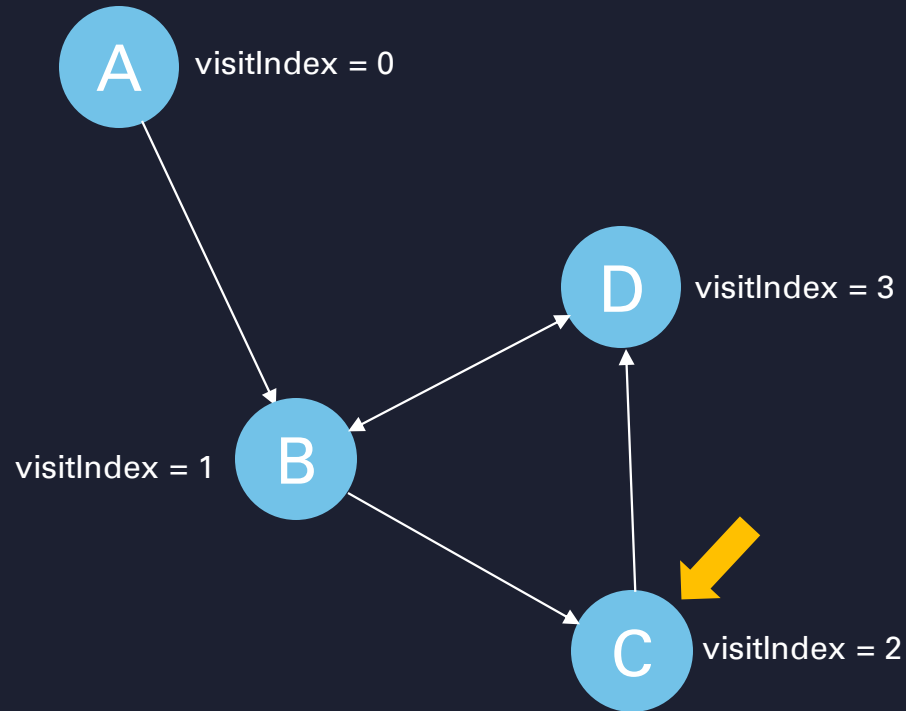 A
visitIndex = 0
D
visitIndex = 3
B
visitIndex = 1
C
visitIndex = 2